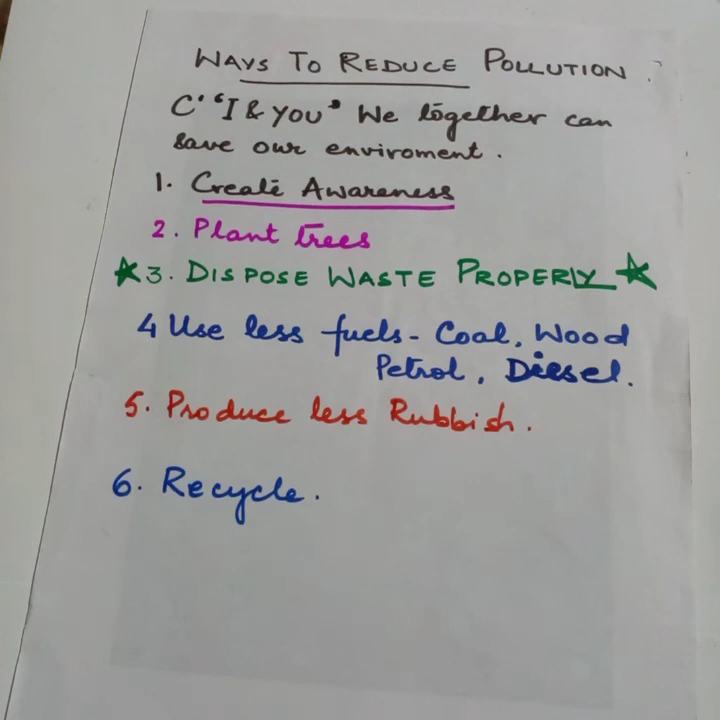 WAYS TO REDUCE POLLUTION.
C' "I & YOU" We together can
save our enviroment.
1. Create Awareness
2. Plant trees
3. DISPOSE WASTE PROPERLY
4 Use less fuels - Coal, Wood
Petrol, Diesel.
5. Produce less Rubbish.
6. Recycle.